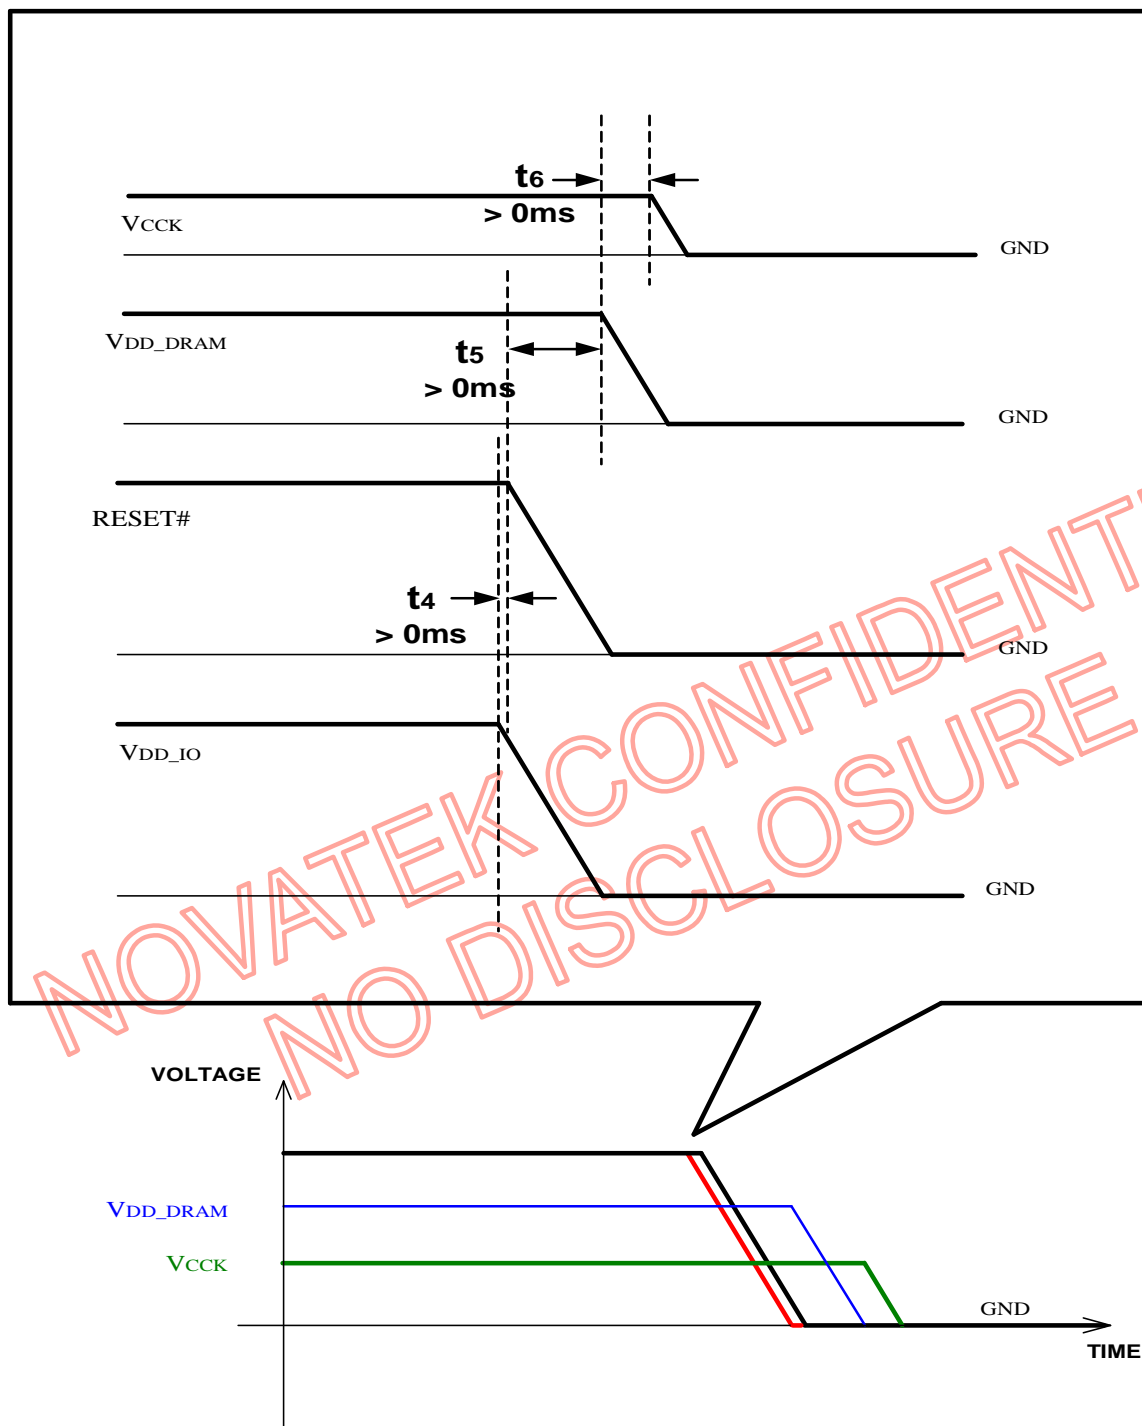 t6
> 0ms
VCCK
GND
VDD_DRAM
t5
> 0ms
GND
RESET#
t4
> 0ms
GND
VDD_IO
GND
NOVATEK CONFIDENT
NO DISCLOSURE
VOLTAGE
VDD_DRAM
VCCK
GND
TIME